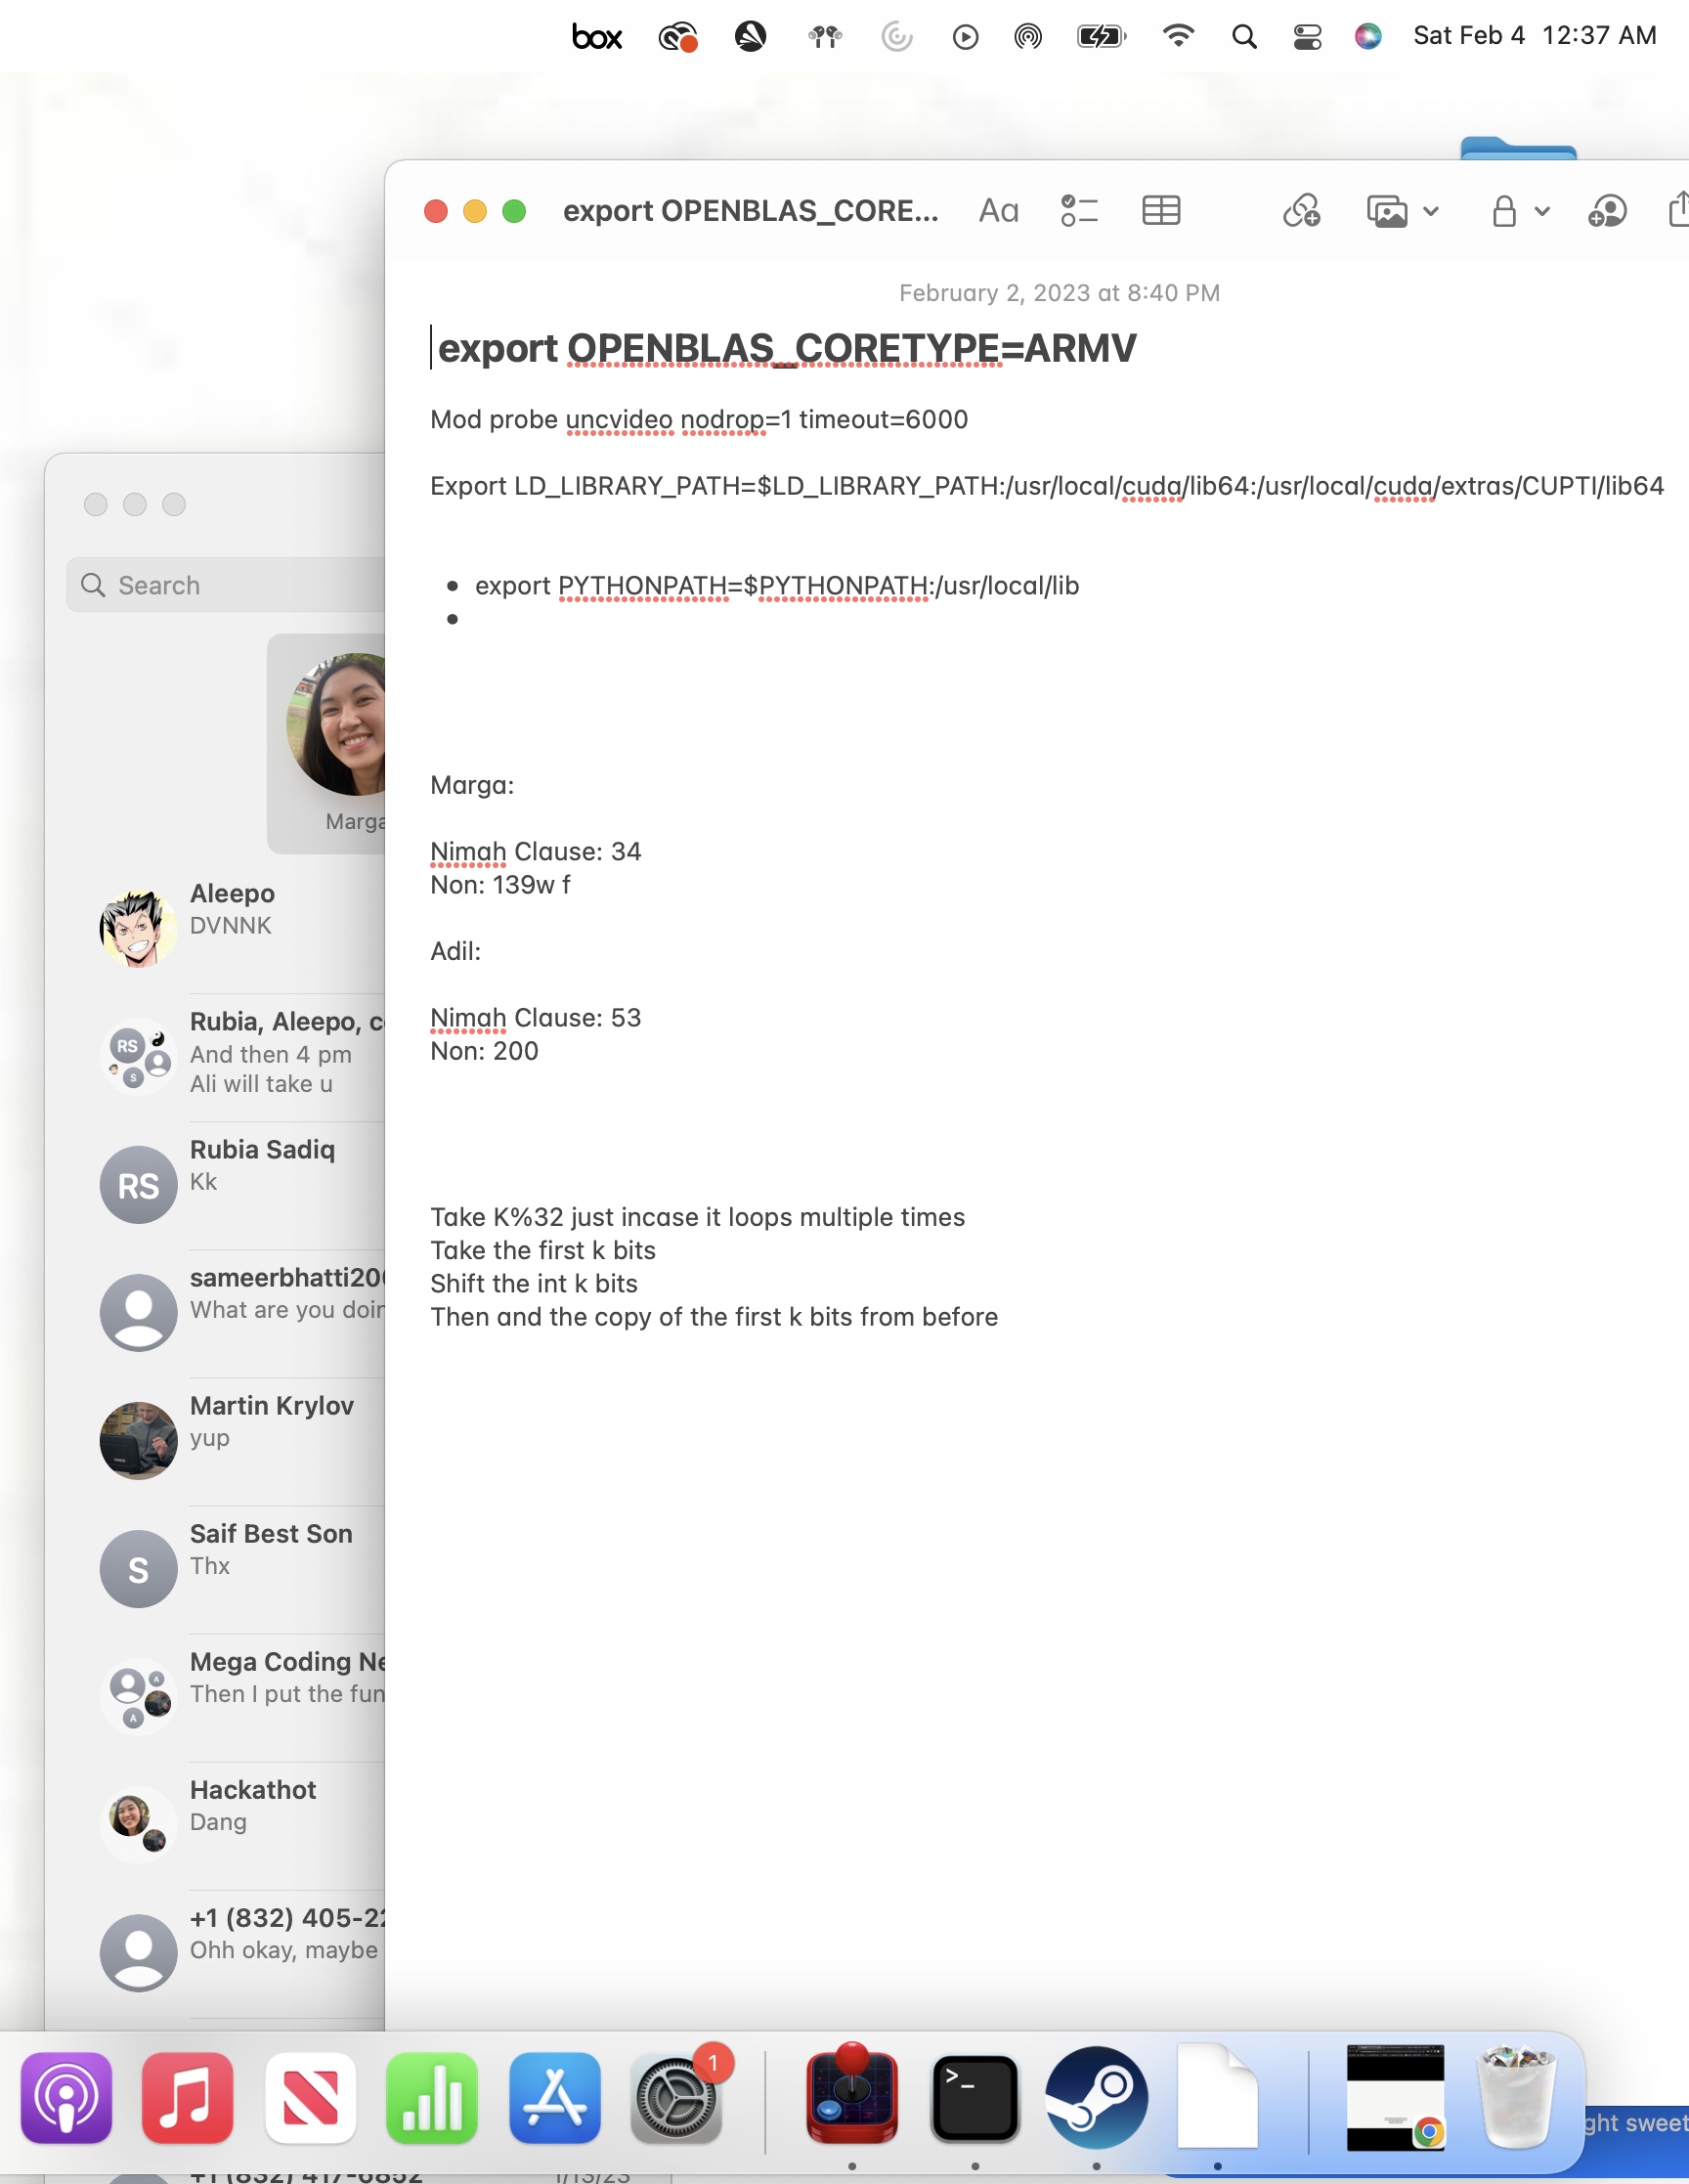 box
Sat Feb 4 12:37 AM
export OPENBLAS_CORE...
Aa
February 2, 2023 at 8:40 PM
export OPENBLAS_CORETYPE=ARMV
Mod probe uncvideo nodrop=1 timeout=6000
Export LD_LIBRARY_PATH=$LD_LIBRARY_PATH:/usr/local/cuda/lib64:/usr/local/cuda/extras/CUPTI/lib64
• export PYTHONPATH=$PYTHONPATH:/usr/local/lib
•
Marga:
Nimah Clause: 34
Non: 139w f
Adil:
Nimah Clause: 53
Non: 200
Take K%32 just incase it loops multiple times
Take the first k bits
Shift the int k bits
Then and the copy of the first k bits from before
Search
Marga
Aleepo
DVNNK
Rubia, Aleepo, c
RS
S
And then 4 pm
Ali will take u
Rubia Sadiq
RS
Kk
sameerbhatti20
What are you doin
Martin Krylov
yup
Saif Best Son
S
Thx
Mega Coding Ne
A
A
Then I put the fun
Hackathot
Dang
+1 (832) 405-22
Ohh okay, maybe
1
>_
ght sweet
+1 (832) 417-6852
1/13/23